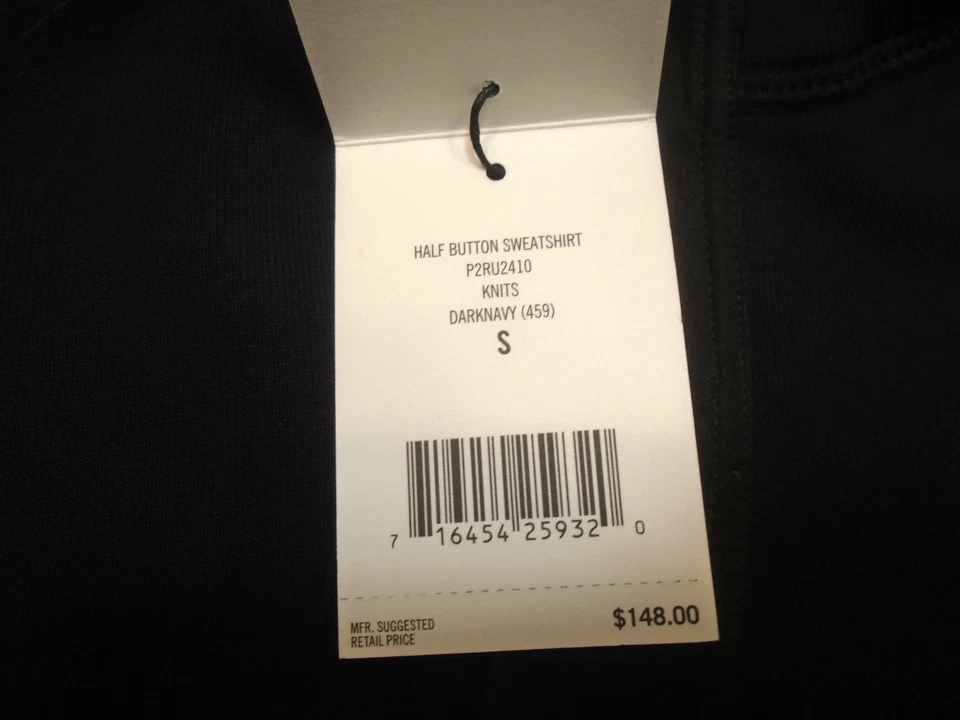 HALF BUTTON SWEATSHIRT
P2RU2410
KNITS
DARKNAVY (459)
S
7 16454 25932 0
MFR. SUGGESTED
RETAIL PRICE
$148.00